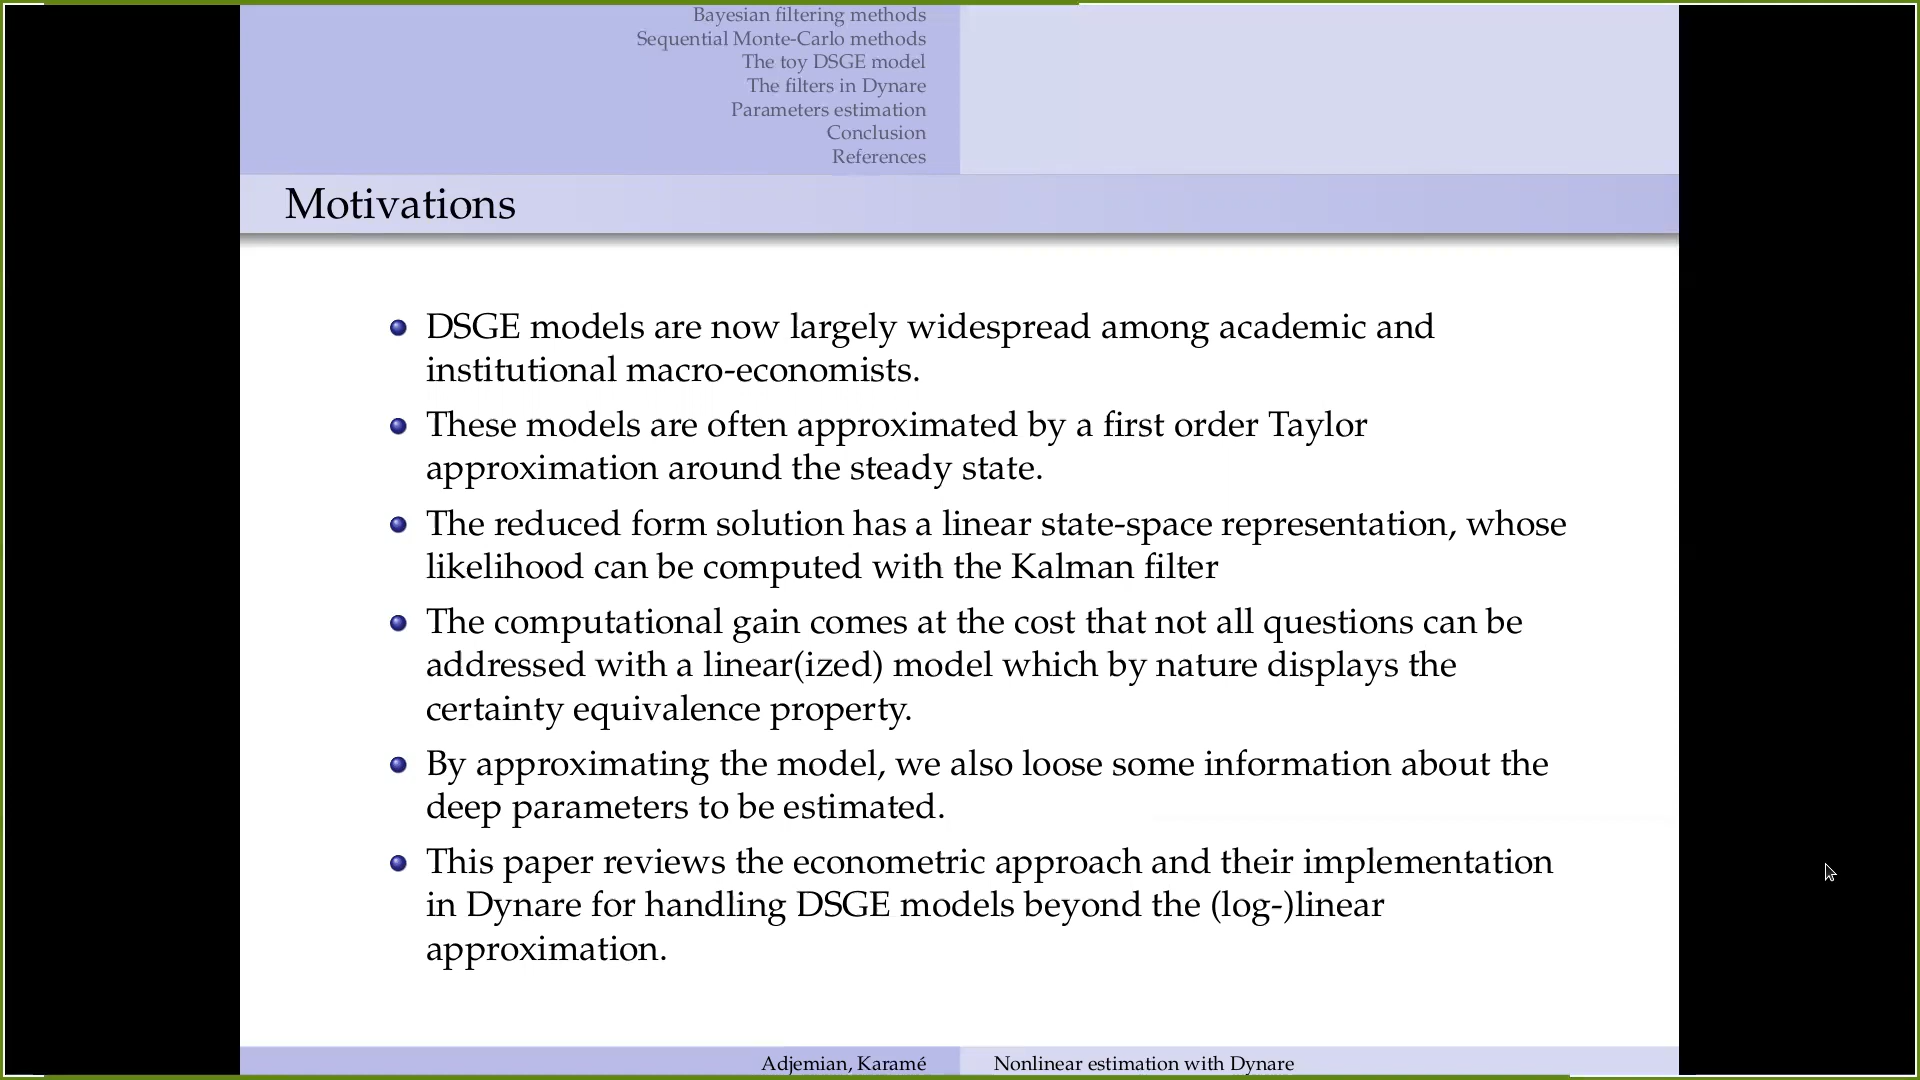 Bayesian filtering methods
Sequential Monte-Carlo methods
The toy DSGE model
The filters in Dynare
Parameters estimation
Conclusion
References
Motivations
DSGE models are now largely widespread among academic and
institutional macro-economists.
These models are often approximated by a first order Taylor
approximation around the steady state.
The reduced form solution has a linear state-space representation, whose
likelihood can be computed with the Kalman filter
The computational gain comes at the cost that not all questions can be
addressed with a linear(ized) model which by nature displays the
certainty equivalence property.
By approximating the model, we also loose some information about the
deep parameters to be estimated.
This paper reviews the econometric approach and their implementation
in Dynare for handling DSGE models beyond the (log-)linear
approximation.
Adjemian, Karamé
Nonlinear estimation with Dynare